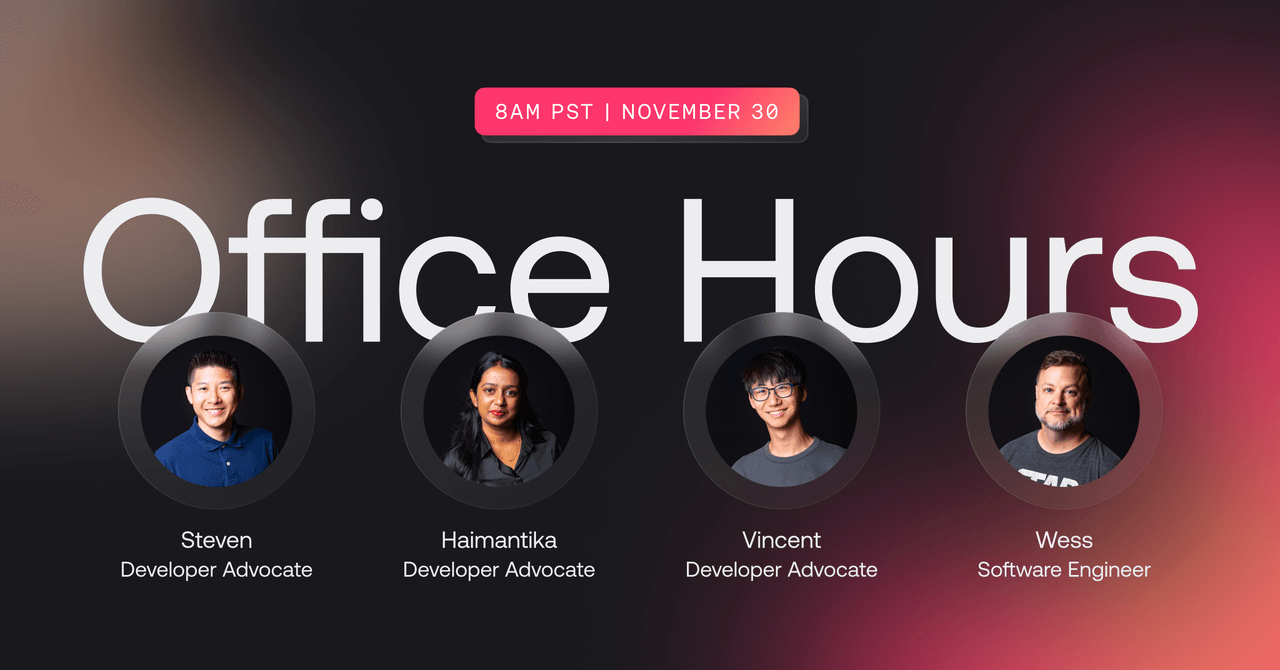 8AM PST | NOVEMBER 30
Office Hours
Steven
Developer Advocate
Haimantika
Developer Advocate
Vincent
Developer Advocate
Wess
Software Engineer